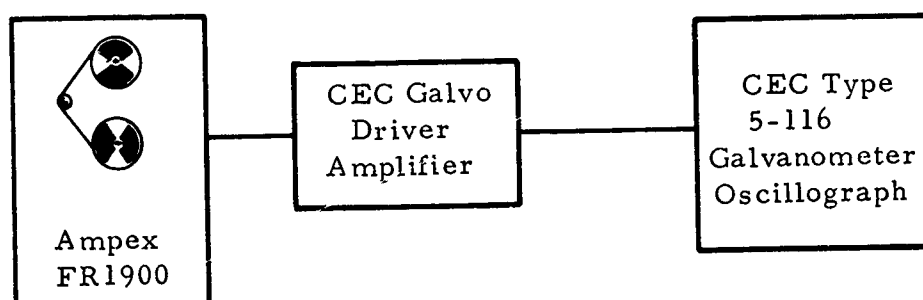 Ampex
FR1900
CEC Galvo
Driver
Amplifier
CEC Type
5-116
Galvanometer
Oscillograph